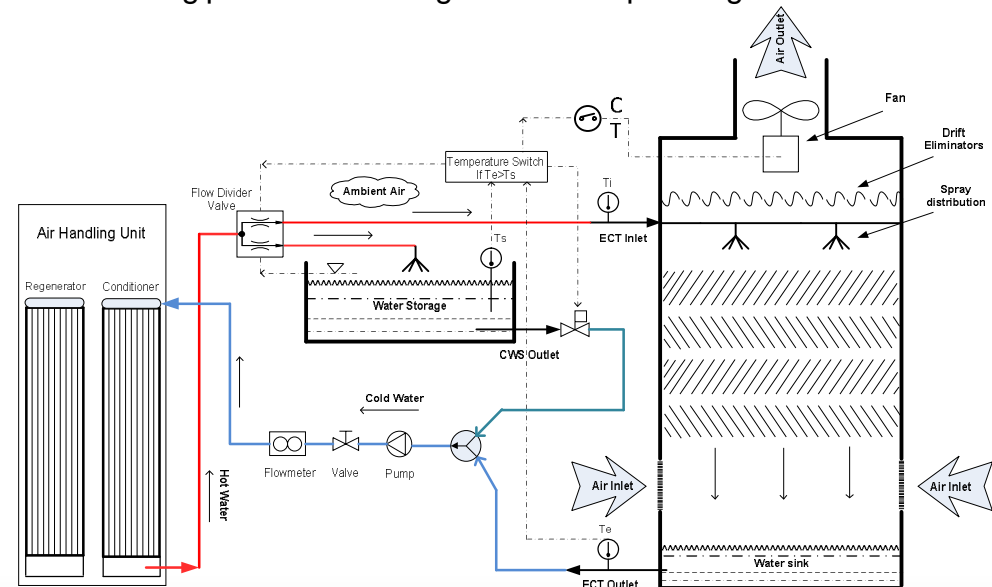 Air Outlet
C
T
Fan
Drift
Eliminators
Temperature Switch
If Te>Ts
Flow Divider
Valve
Ambient Air
Ti
Spray
distribution
Air Handling Unit
Ts
ECT Inlet
Regenerator
Conditioner
Water Storage
CWS Outlet
Cold Water
Flowmeter
Valve
Pump
Hot Water
Air Inlet
Air Inlet
Te
Water sink
ECT Outlet